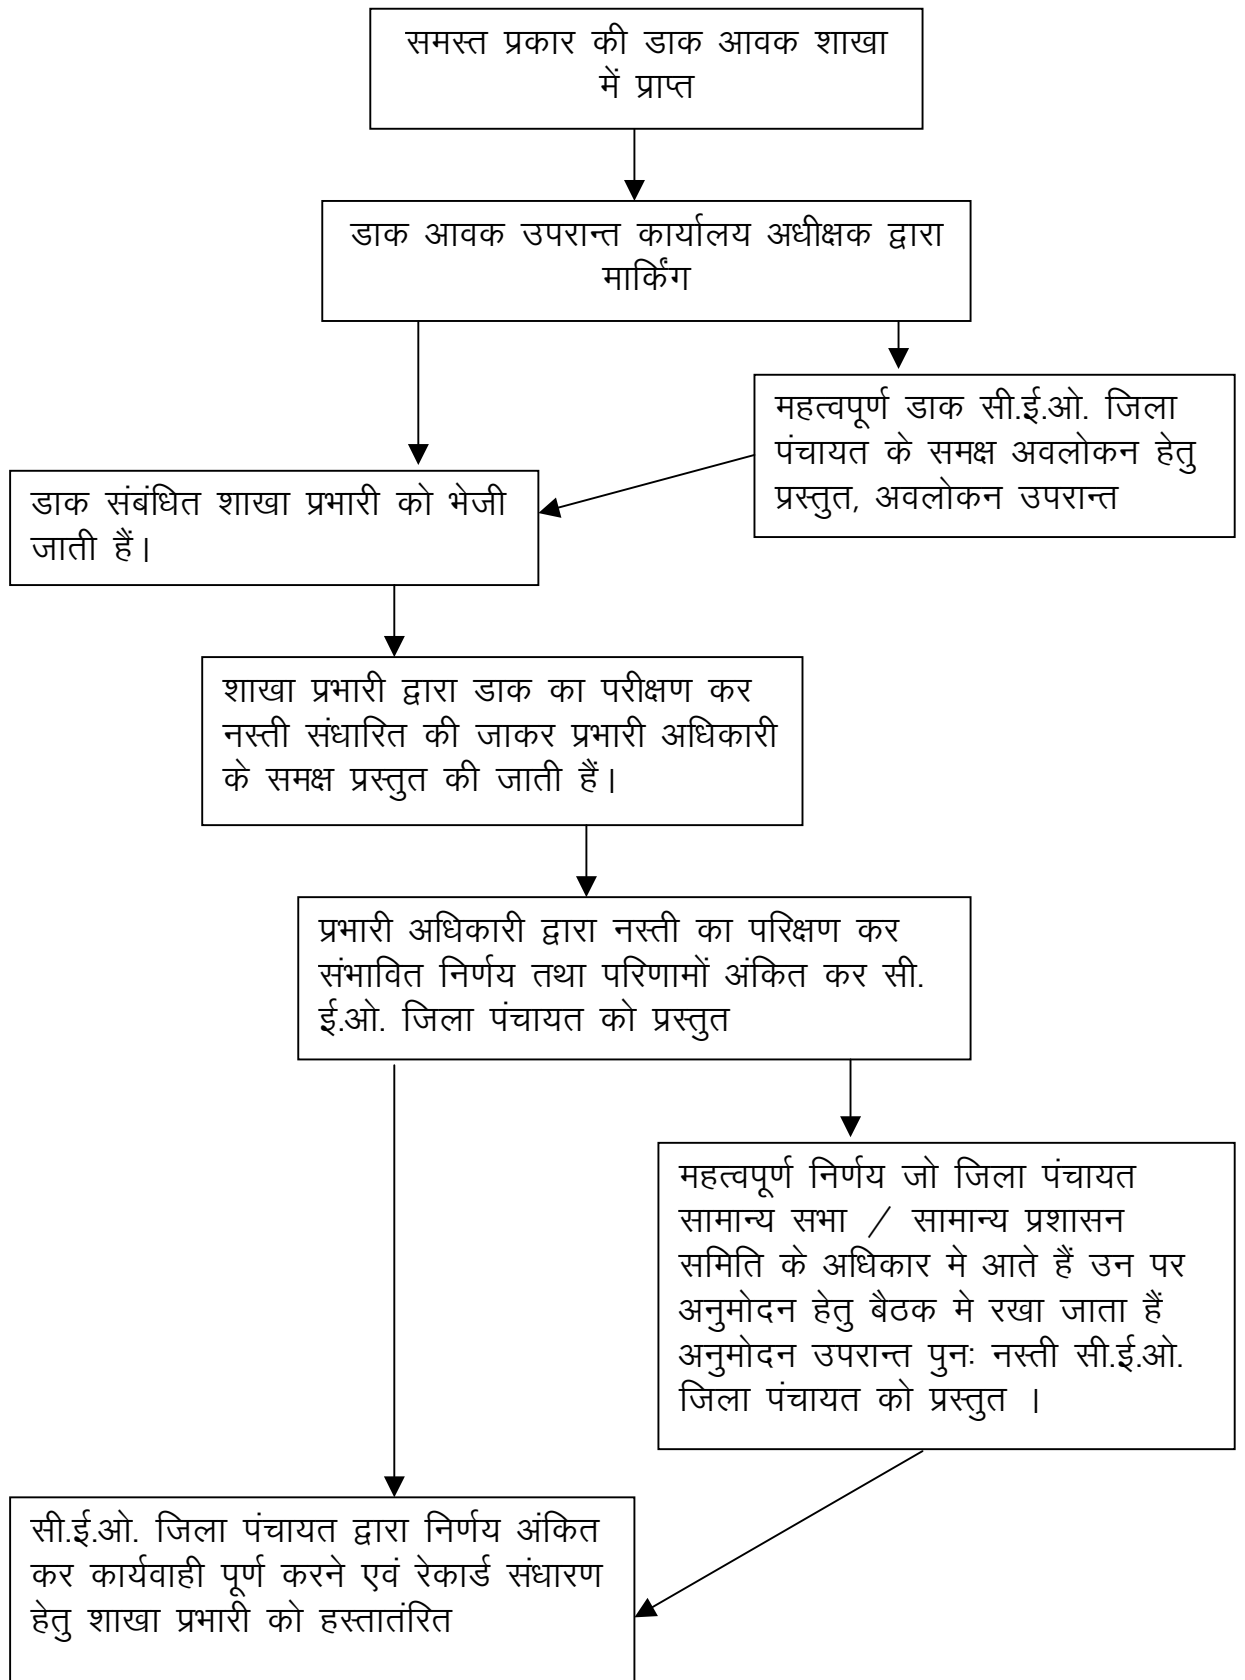 समस्त प्रकार की डाक आवक शाखा
में प्राप्त
डाक आवक उपरान्त कार्यालय अधीक्षक द्वारा
मार्किंग
महत्वपूर्ण डाक सी.ई.ओ. जिला
पंचायत के समक्ष अवलोकन हेतु
प्रस्तुत, अवलोकन उपरान्त
डाक संबंधित शाखा प्रभारी को भेजी
जाती हैं।
शाखा प्रभारी द्वारा डाक का परीक्षण कर
नस्ती संधारित की जाकर प्रभारी अधिकारी
के समक्ष प्रस्तुत की जाती हैं।
प्रभारी अधिकारी द्वारा नस्ती का परिक्षण कर
संभावित निर्णय तथा परिणामों अंकित कर सी.
ई.ओ. जिला पंचायत को प्रस्तुत
महत्वपूर्ण निर्णय जो जिला पंचायत
सामान्य सभा / सामान्य प्रशासन
समिति के अधिकार मे आते हैं उन पर
अनुमोदन हेतु बैठक मे रखा जाता हैं
अनुमोदन उपरान्त पुनः नस्ती सी.ई.ओ.
जिला पंचायत को प्रस्तुत ।
सी.ई.ओ. जिला पंचायत द्वारा निर्णय अंकित
कर कार्यवाही पूर्ण करने एवं रेकार्ड संधारण
हेतु शाखा प्रभारी को हस्तातंरित